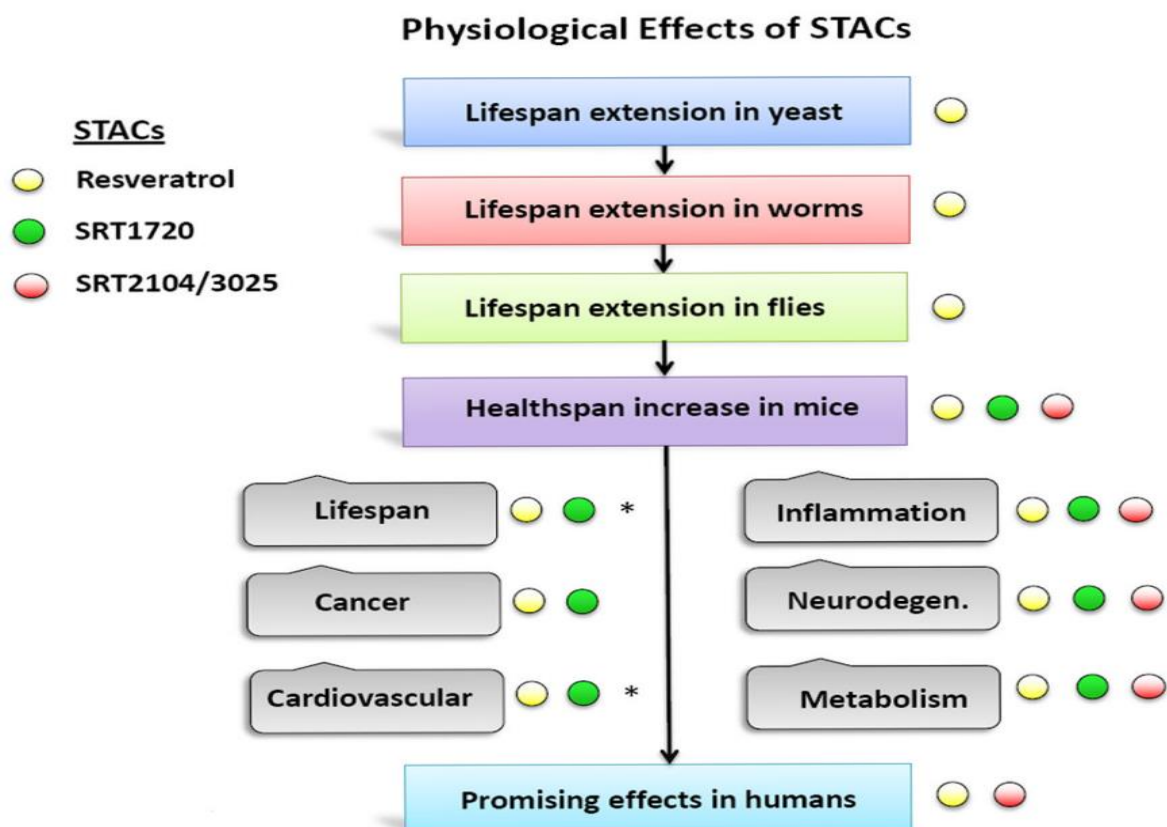 Physiological Effects of STACs
STACs
Resveratrol
SRT1720
SRT2104/3025
Lifespan extension in yeast
Lifespan extension in worms
Lifespan extension in flies
Healthspan increase in mice
Lifespan
*
Cancer
Cardiovascular
*
Inflammation
Neurodegen.
Metabolism
Promising effects in humans